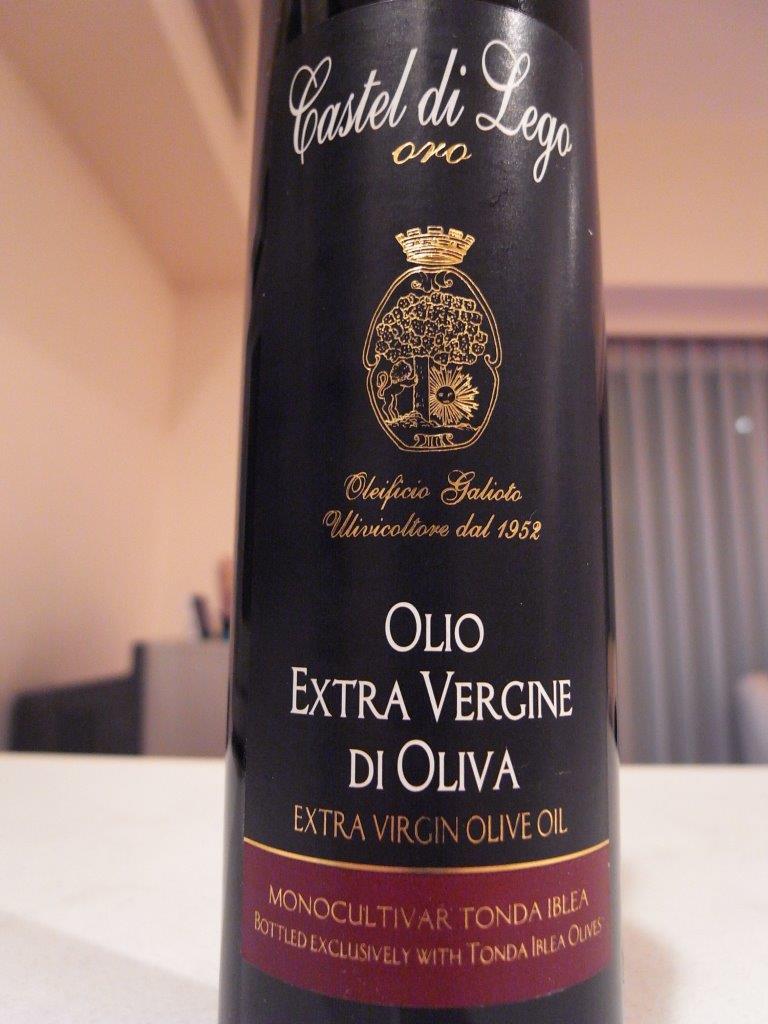 Castel di Lego
oro
Oleificio Galioto
Ulivicoltore dal 1952
OLIO
EXTRA VERGINE
DI OLIVA
EXTRA VIRGIN OLIVE OIL
MONOCULTIVAR TONDA IBLEA
BOTTLED EXCLUSIVELY WITH TONDA IBLEA OLIVES